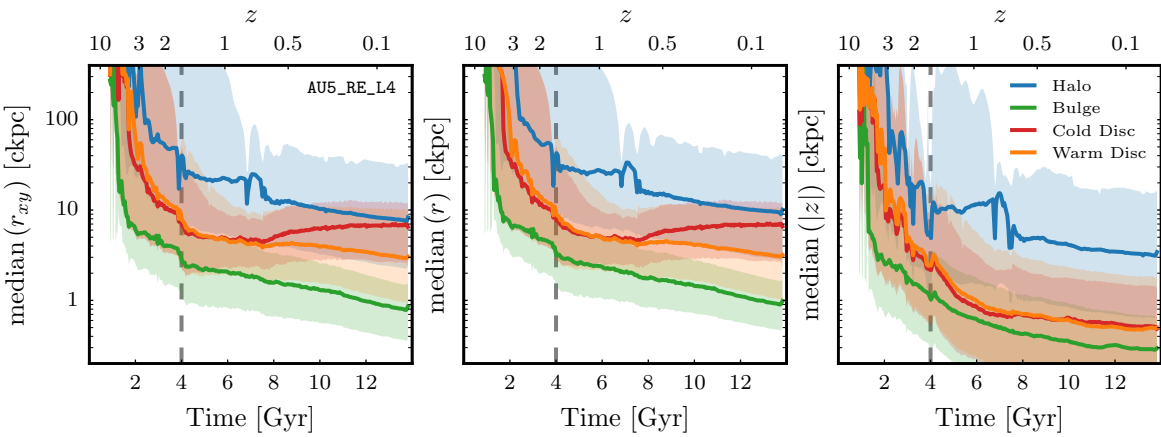 z
z
z
10 3 2 1 0.5 0.1
10 3 2 1 0.5 0.1
10 3 2 1 0.5 0.1
AU5_RE_L4
Halo
Bulge
Cold Disc
Warm Disc
median (r_{xy}) [ckpc]
100
10
1
median (r) [ckpc]
median (|z|) [ckpc]
2 4 6 8 10 12
2 4 6 8 10 12
2 4 6 8 10 12
Time [Gyr]
Time [Gyr]
Time [Gyr]